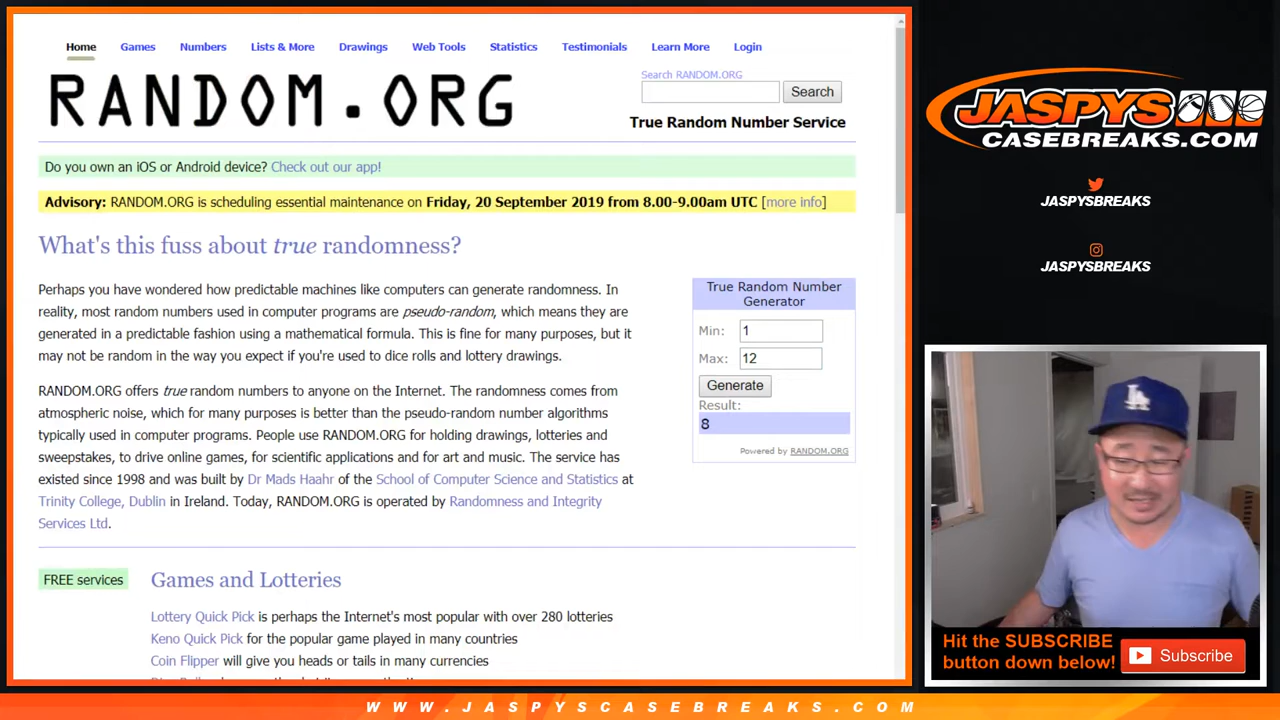 Home Games Numbers Lists & More Drawings Web Tools Statistics Testimonials Learn More Login
RANDOM.ORG
Search RANDOM.ORG
Search
True Random Number Service
Do you own an iOS or Android device? Check out our app!
Advisory: RANDOM.ORG is scheduling essential maintenance on Friday, 20 September 2019 from 8.00-9.00am UTC [more info]
What's this fuss about true randomness?
Perhaps you have wondered how predictable machines like computers can generate randomness. In
reality, most random numbers used in computer programs are pseudo-random, which means they are
generated in a predictable fashion using a mathematical formula. This is fine for many purposes, but it
may not be random in the way you expect if you're used to dice rolls and lottery drawings.
RANDOM.ORG offers true random numbers to anyone on the Internet. The randomness comes from
atmospheric noise, which for many purposes is better than the pseudo-random number algorithms
typically used in computer programs. People use RANDOM.ORG for holding drawings, lotteries and
sweepstakes, to drive online games, for scientific applications and for art and music. The service has
existed since 1998 and was built by Dr Mads Haahr of the School of Computer Science and Statistics at
Trinity College, Dublin in Ireland. Today, RANDOM.ORG is operated by Randomness and Integrity
Services Ltd.
True Random Number
Generator
Min: 1
Max: 12
Generate
Result:
8
Powered by RANDOM.ORG
FREE services
Games and Lotteries
Lottery Quick Pick is perhaps the Internet's most popular with over 280 lotteries
Keno Quick Pick for the popular game played in many countries
Coin Flipper will give you heads or tails in many currencies
JASPYS
CASEBREAKS.COM
JASPYSBREAKS
JASPYSBREAKS
LA
Hit the SUBSCRIBE
button down below!
Subscribe
WWW.JASPYSCASEBREAKS.COM